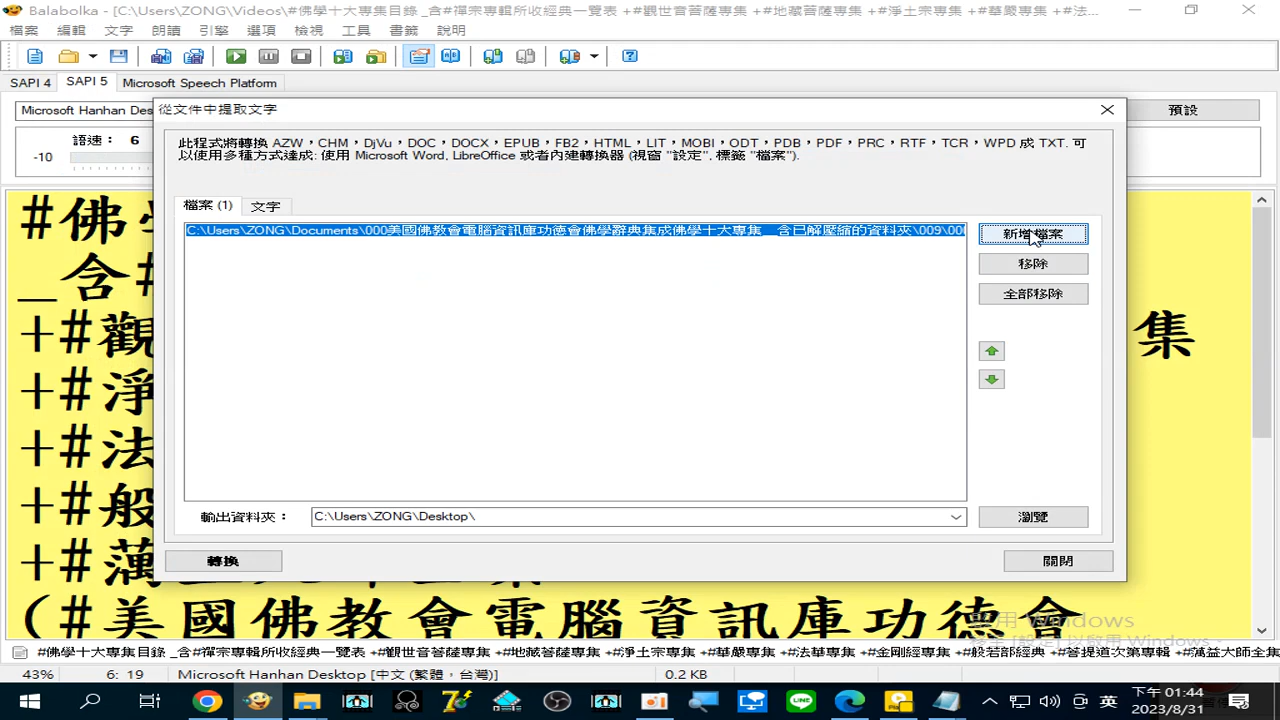 Balabolka - [C:\Users\ZONG\Videos\#佛學十大專集目錄 _含#禪宗專輯所收經典一覽表 +#觀世音菩薩專集 +#地藏菩薩專集 +#淨土宗專集 +#華嚴專集 +#法...
檔案 編輯 文字 朗讀 引擎 選項 檢視 工具 書籤 說明
SAPI 4 SAPI 5 Microsoft Speech Platform
Microsoft Hanhan Des
預設
語速： 6
-10
從文件中提取文字
此程式將轉換 AZW，CHM，DjVu，DOC，DOCX，EPUB，FB2，HTML，LIT，MOBI，ODT，PDB，PDF，PRC，RTF，TCR，WPD 成 TXT. 可
以使用多種方式達成: 使用 Microsoft Word, LibreOffice 或者內建轉換器 (視窗 "設定", 標籤 "檔案").
檔案 (1) 文字
C:\Users\ZONG\Documents\000美國佛教會電腦資訊庫功德會佛學辭典集成佛學十大專集__含已解壓縮的資料夾\009\000
新增檔案
移除
全部移除
輸出資料夾： C:\Users\ZONG\Desktop\ 瀏覽
轉換 關閉
#佛學
_含#
+#觀 集
+#淨
+#法
+#般
+#蕅
(#美國佛教會電腦資訊庫功德會
啟用 Windows
移至 [設定] 以啟用 Windows。
#佛學十大專集目錄 _含#禪宗專輯所收經典一覽表 +#觀世音菩薩專集 +#地藏菩薩專集 +#淨土宗專集 +#華嚴專集 +#法華專集 +#金剛經專集 +#般若部經典 +#菩提道次第專輯 +#蕅益大師全集
43% 6: 19 Microsoft Hanhan Desktop [中文 (繁體，台灣)] 0.2 KB
英
下午 01:44
2023/8/31